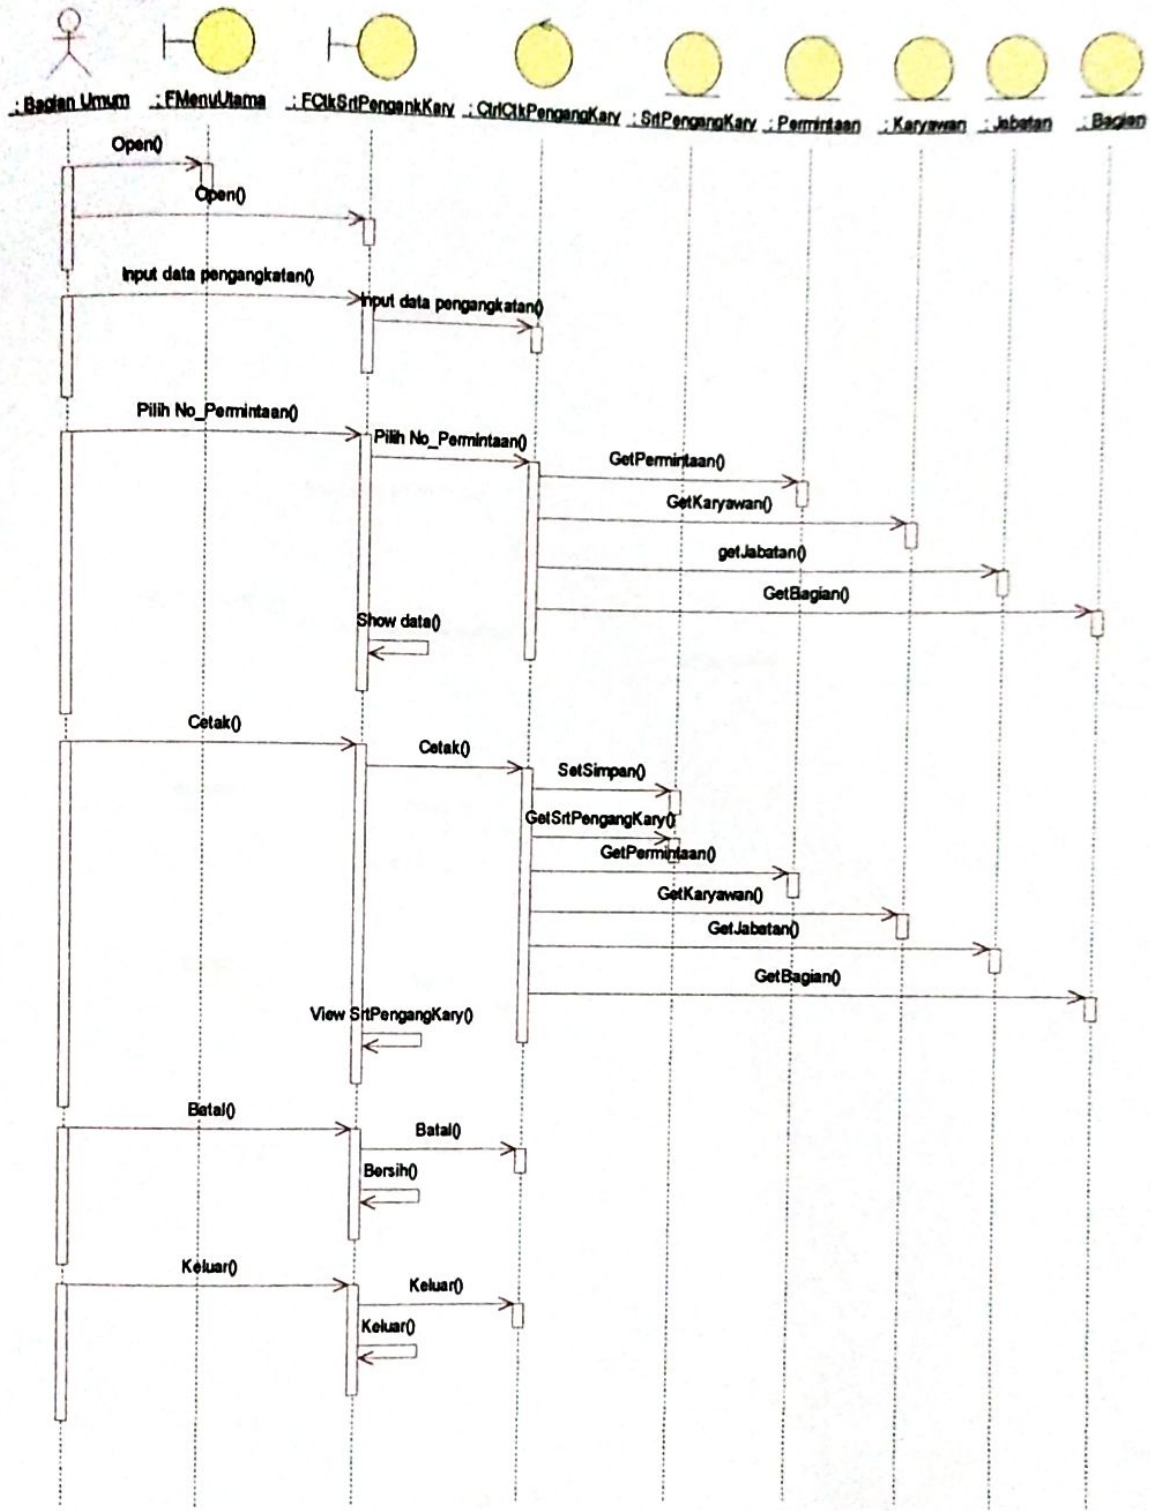 : Bagian Umum : FMenuUtama : FCtkSrtPengankKary : CtrlCtkPengangKary : SrtPengangKary : Permintaan : Karyawan : Jabatan : Bagian
Open()
Open()
Input data pengangkatan()
Input data pengangkatan()
Pilih No_Permintaan()
Pilih No_Permintaan()
GetPermintaan()
GetKaryawan()
getJabatan()
GetBagian()
Show data()
Cetak()
Cetak()
SetSimpan()
GetSrtPengangKary()
GetPermintaan()
GetKaryawan()
GetJabatan()
GetBagian()
View SrtPengangKary()
Batal()
Batal()
Bersih()
Keluar()
Keluar()
Keluar()